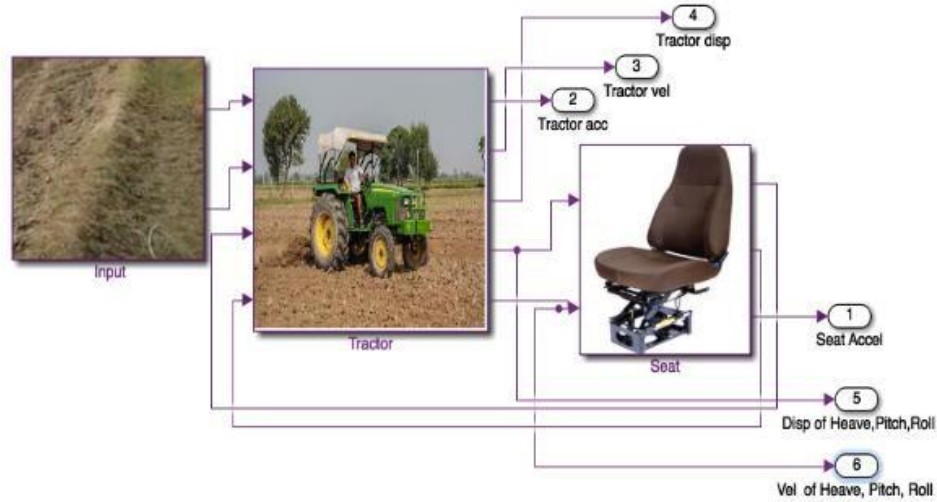 4
Tractor disp
3
Tractor vel
2
Tractor acc
Input
Tractor
Seat
1
Seat Accel
5
Disp of Heave,Pitch,Roll
6
Vel of Heave, Pitch, Roll